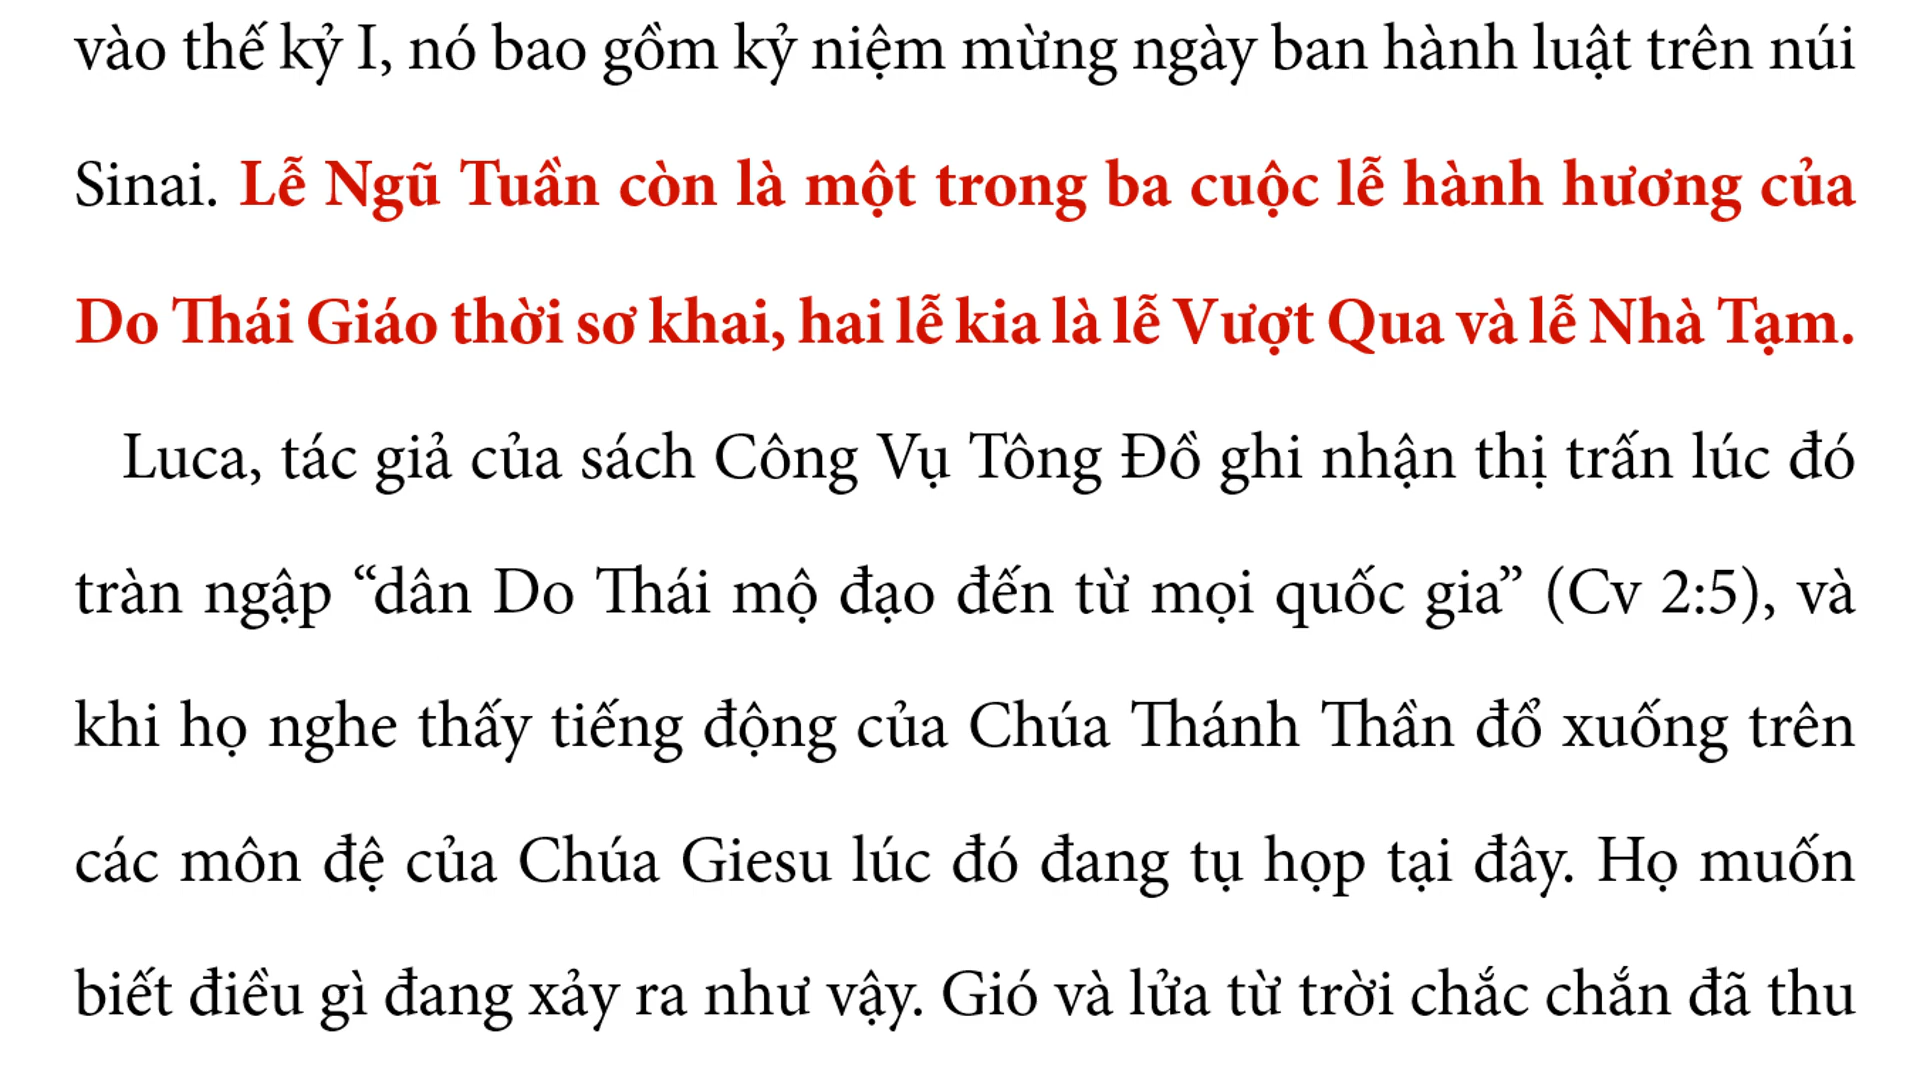 vào thế kỷ I, nó bao gồm kỷ niệm mừng ngày ban hành luật trên núi
Sinai. Lễ Ngũ Tuần còn là một trong ba cuộc lễ hành hương của
Do Thái Giáo thời sơ khai, hai lễ kia là lễ Vượt Qua và lễ Nhà Tạm.
Luca, tác giả của sách Công Vụ Tông Đồ ghi nhận thị trấn lúc đó
tràn ngập “dân Do Thái mộ đạo đến từ mọi quốc gia” (Cv 2:5), và
khi họ nghe thấy tiếng động của Chúa Thánh Thần đổ xuống trên
các môn đệ của Chúa Giesu lúc đó đang tụ họp tại đây. Họ muốn
biết điều gì đang xảy ra như vậy. Gió và lửa từ trời chắc chắn đã thu